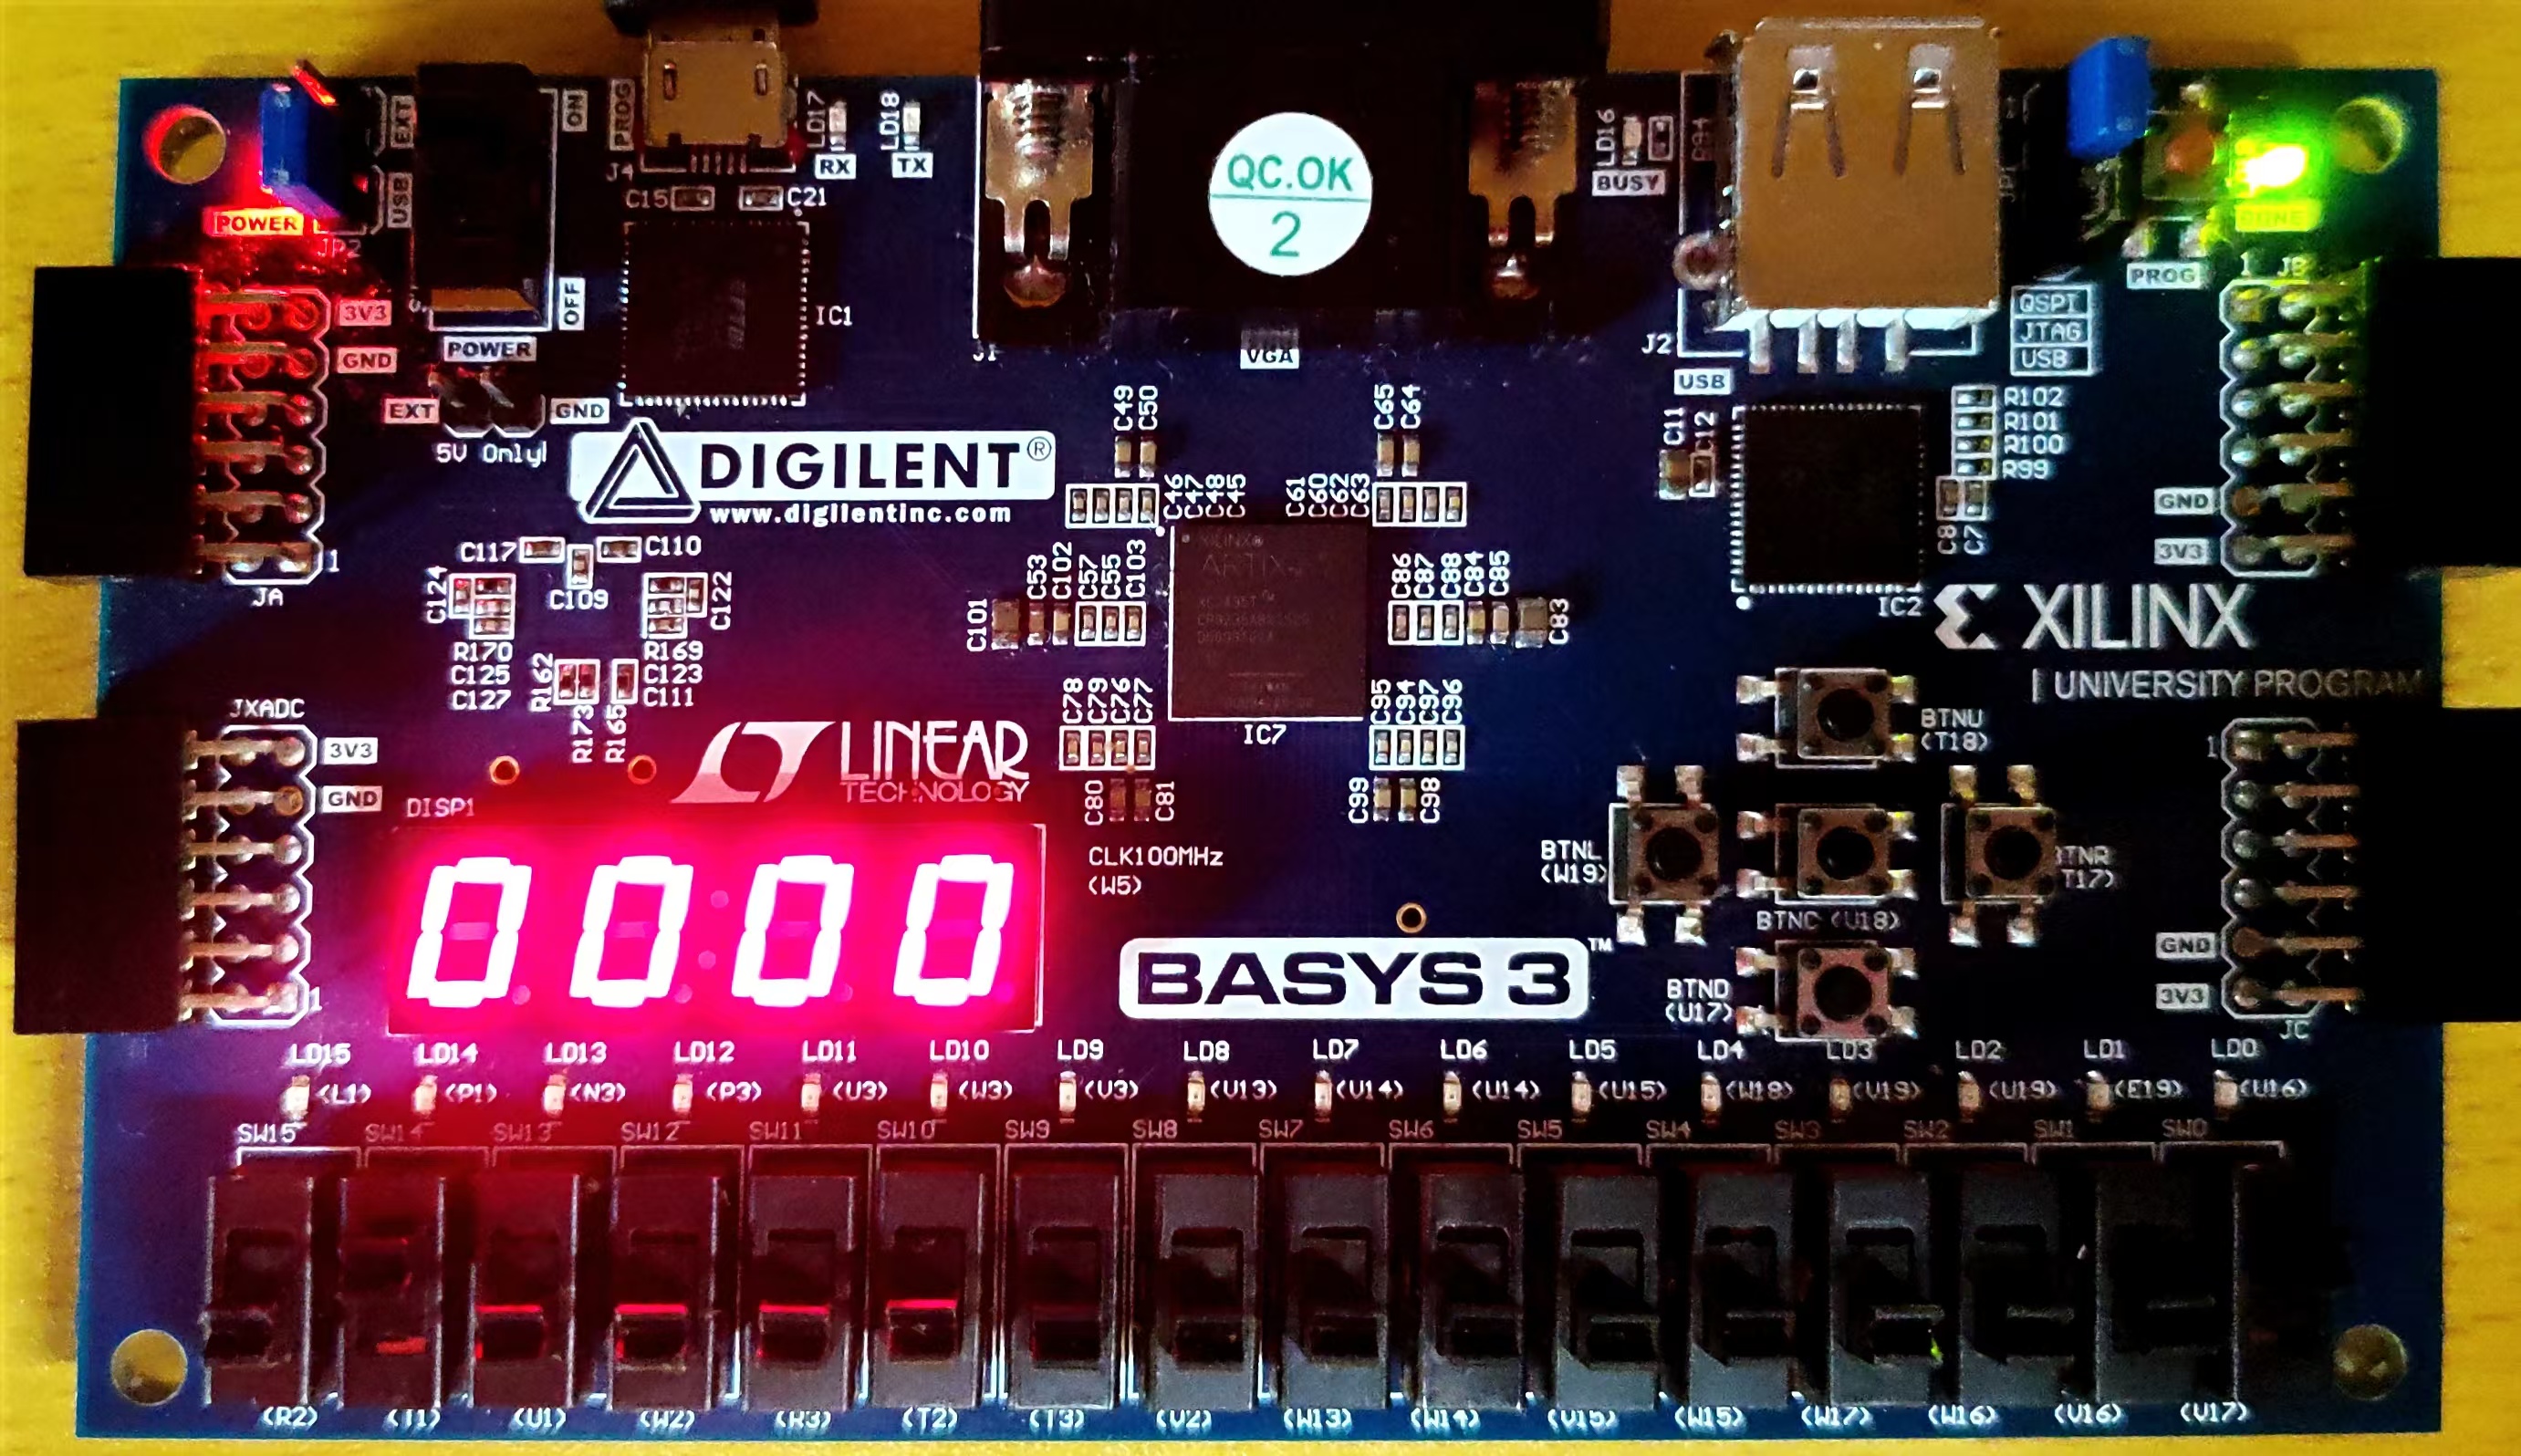 EXT
ON
PROG
J4
LD17
RX
LD18
TX
QC.OK
2
LD16
BUSY
DONE
POWER
JP2
USB
C15
C21
PROG
1
JB
3V3
GND
OFF
IC1
J1
VGA
J2
USB
QSPI
JTAG
USB
POWER
EXT
GND
5V Only!
DIGILENT®
www.digilentinc.com
C49
C50
C65
C64
C11
C12
R102
R101
R100
R99
C46
C47
C48
C45
C61
C60
C62
C63
GND
3V3
C8
C7
1
JA
C117
C110
C109
C124
C122
R170
C125
C127
R169
C123
C111
R162
R173
R165
C101
C53
C102
C57
C55
C103
XILINX®
ARTIX
C86
C87
C88
C84
C85
C83
IC2
XILINX
UNIVERSITY PROGRAM
JXADC
3V3
GND
LINEAR
TECHNOLOGY
C78
C79
C76
C77
IC7
C95
C94
C97
C96
C80
C81
C99
C98
BTNU
(T18)
1
DISP1
CLK100MHz
(W5)
BTNL
(W19)
BTNC (U18)
BTNR
T17)
0000
BASYS 3™
BTND
(U17)
GND
3V3
1
JC
LD15 LD14 LD13 LD12 LD11 LD10 LD9 LD8 LD7 LD6 LD5 LD4 LD3 LD2 LD1 LD0
(L1) (P1) (N3) (P3) (U3) (W3) (V3) (V13) (V14) (U14) (U15) (W18) (V19) (U19) (E19) (U16)
SW15 SW14 SW13 SW12 SW11 SW10 SW9 SW8 SW7 SW6 SW5 SW4 SW3 SW2 SW1 SW0
(R2) (T1) (U1) (W2) (R3) (T2) (T3) (V2) (W13) (W14) (V15) (W15) (W17) (W16) (V16) (V17)